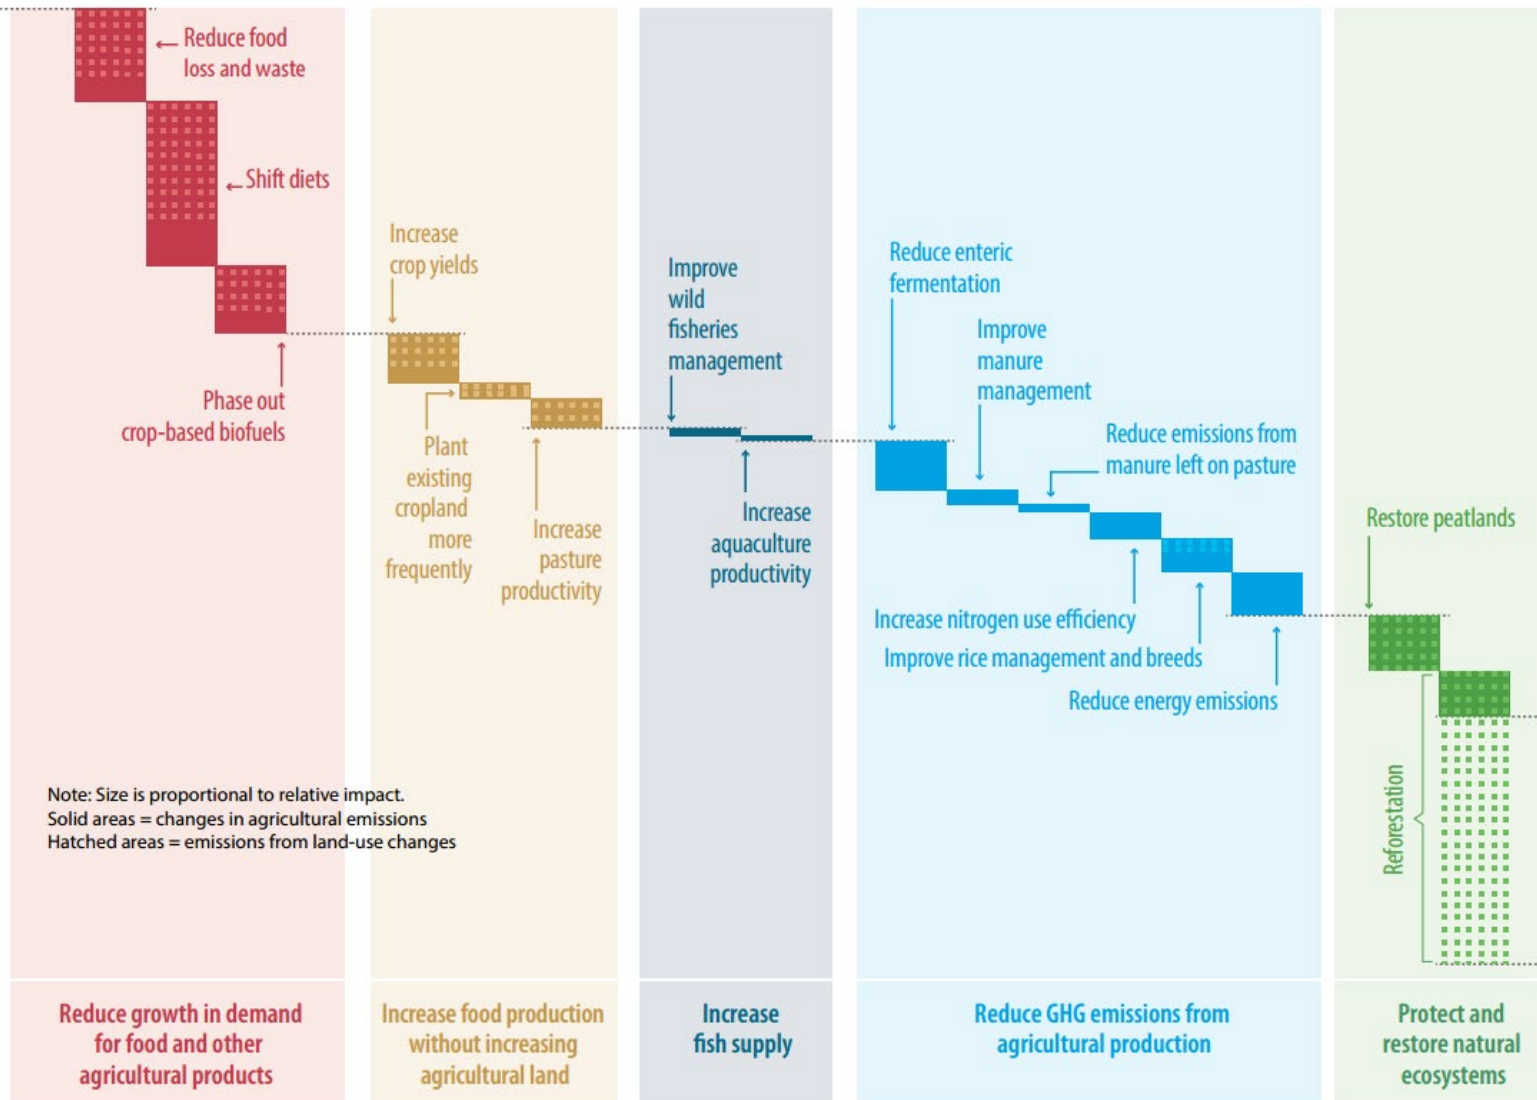 Reduce food
loss and waste
Shift diets
Phase out
crop-based biofuels
Increase
crop yields
Plant
existing
cropland
more
frequently
Increase
pasture
productivity
Improve
wild
fisheries
management
Increase
aquaculture
productivity
Reduce enteric
fermentation
Improve
manure
management
Reduce emissions from
manure left on pasture
Increase nitrogen use efficiency
Improve rice management and breeds
Reduce energy emissions
Restore peatlands
Reforestation
Note: Size is proportional to relative impact.
Solid areas = changes in agricultural emissions
Hatched areas = emissions from land-use changes
Reduce growth in demand
for food and other
agricultural products
Increase food production
without increasing
agricultural land
Increase
fish supply
Reduce GHG emissions from
agricultural production
Protect and
restore natural
ecosystems